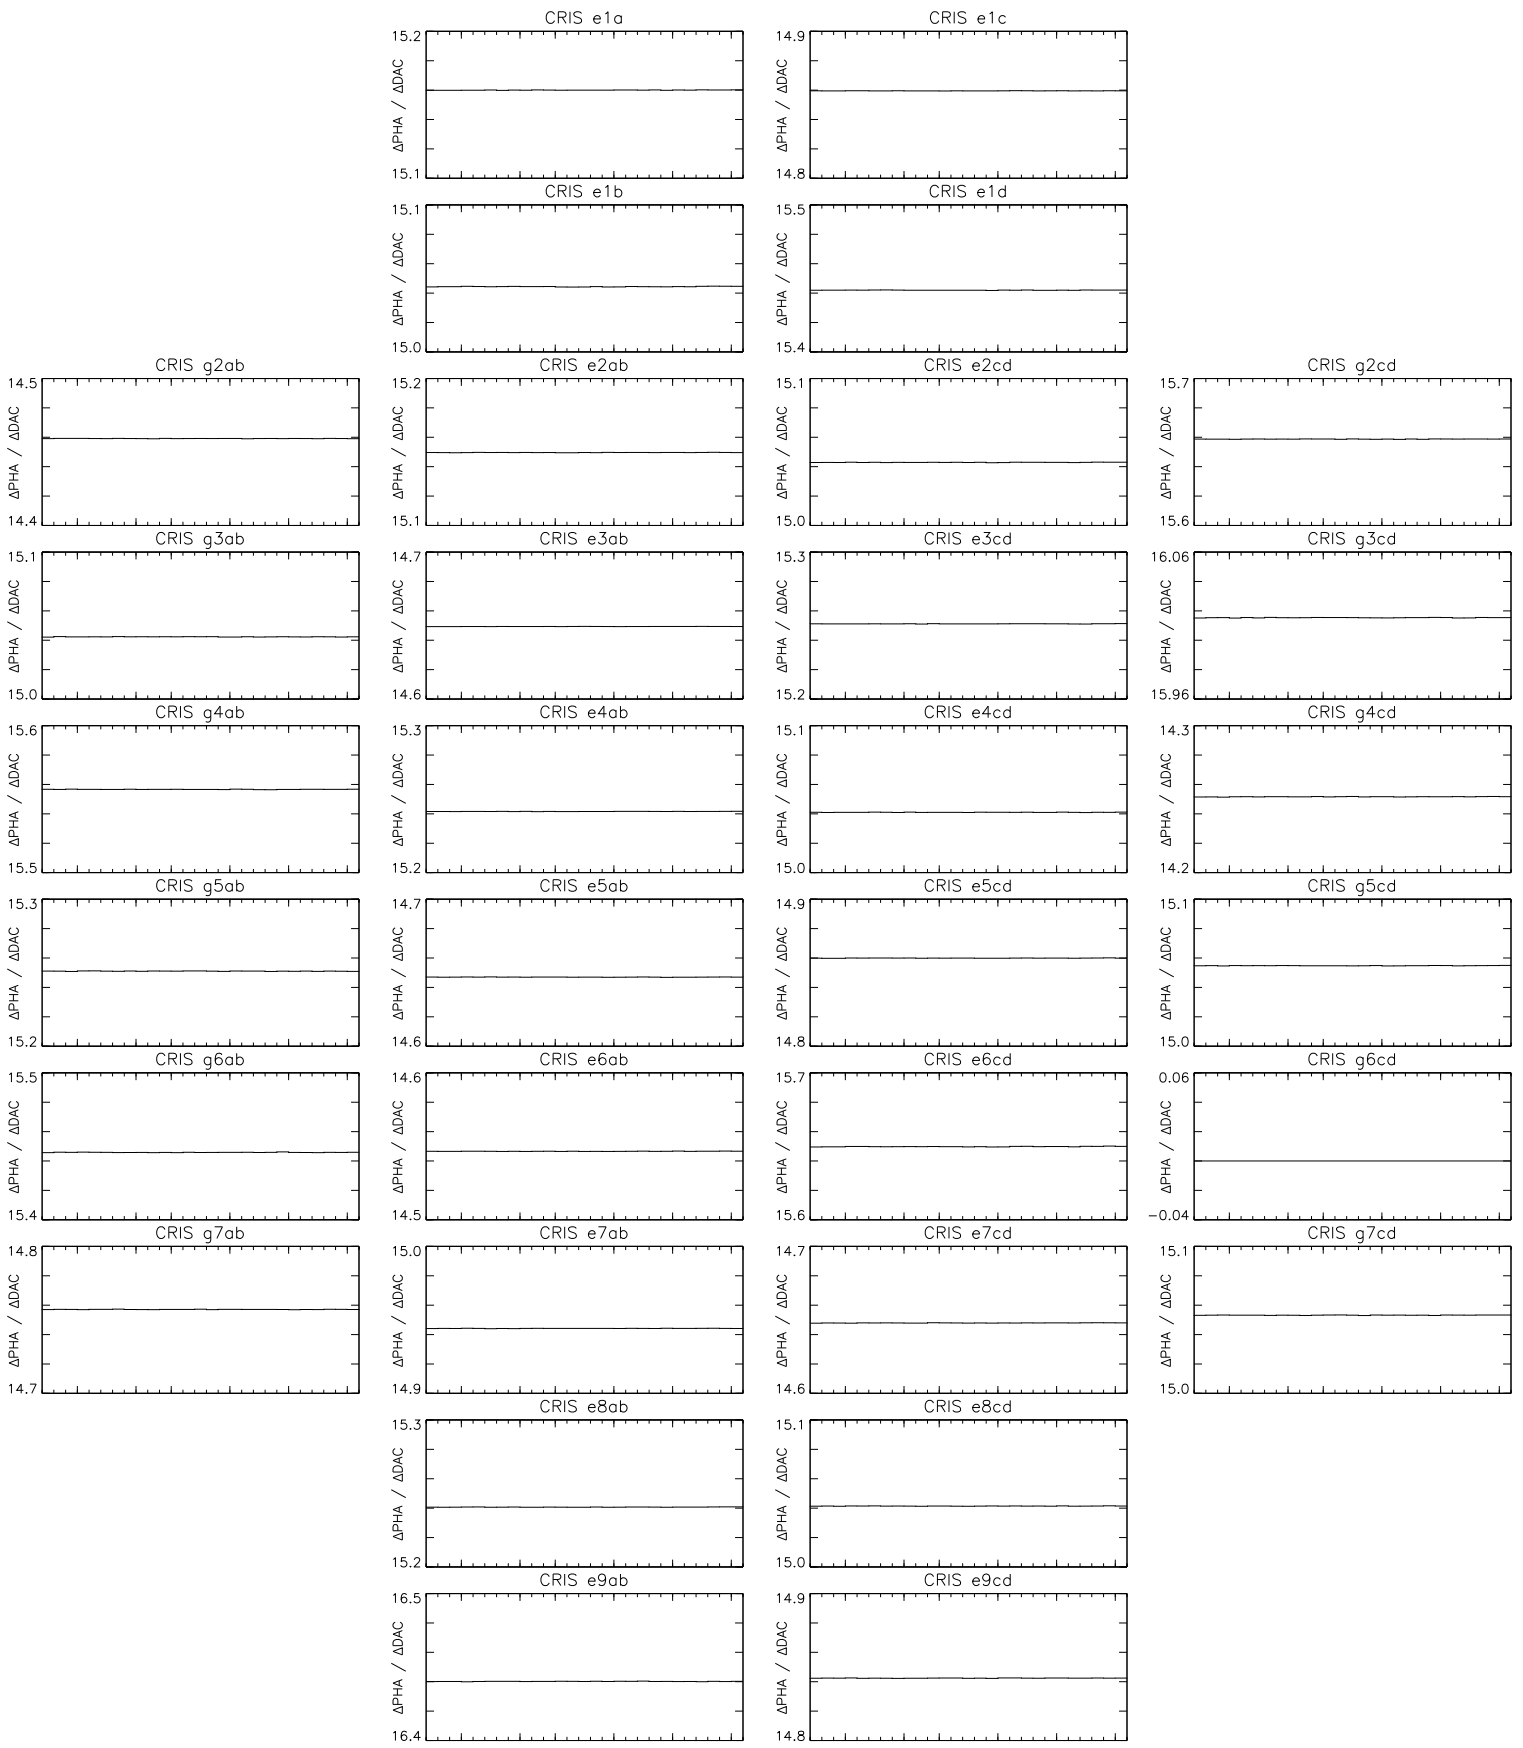 CRIS e1a CRIS e1c
15.2 14.9
ΔPHA / ΔDAC ΔPHA / ΔDAC
15.1 14.8
CRIS e1b CRIS e1d
15.1 15.5
ΔPHA / ΔDAC ΔPHA / ΔDAC
15.0 15.4
CRIS g2ab CRIS e2ab CRIS e2cd CRIS g2cd
14.5 15.2 15.1 15.7
ΔPHA / ΔDAC ΔPHA / ΔDAC ΔPHA / ΔDAC ΔPHA / ΔDAC
14.4 15.1 15.0 15.6
CRIS g3ab CRIS e3ab CRIS e3cd CRIS g3cd
15.1 14.7 15.3 16.06
ΔPHA / ΔDAC ΔPHA / ΔDAC ΔPHA / ΔDAC ΔPHA / ΔDAC
15.0 14.6 15.2 15.96
CRIS g4ab CRIS e4ab CRIS e4cd CRIS g4cd
15.6 15.3 15.1 14.3
ΔPHA / ΔDAC ΔPHA / ΔDAC ΔPHA / ΔDAC ΔPHA / ΔDAC
15.5 15.2 15.0 14.2
CRIS g5ab CRIS e5ab CRIS e5cd CRIS g5cd
15.3 14.7 14.9 15.1
ΔPHA / ΔDAC ΔPHA / ΔDAC ΔPHA / ΔDAC ΔPHA / ΔDAC
15.2 14.6 14.8 15.0
CRIS g6ab CRIS e6ab CRIS e6cd CRIS g6cd
15.5 14.6 15.7 0.06
ΔPHA / ΔDAC ΔPHA / ΔDAC ΔPHA / ΔDAC ΔPHA / ΔDAC
15.4 14.5 15.6 −0.04
CRIS g7ab CRIS e7ab CRIS e7cd CRIS g7cd
14.8 15.0 14.7 15.1
ΔPHA / ΔDAC ΔPHA / ΔDAC ΔPHA / ΔDAC ΔPHA / ΔDAC
14.7 14.9 14.6 15.0
CRIS e8ab CRIS e8cd
15.3 15.1
ΔPHA / ΔDAC ΔPHA / ΔDAC
15.2 15.0
CRIS e9ab CRIS e9cd
16.5 14.9
ΔPHA / ΔDAC ΔPHA / ΔDAC
16.4 14.8